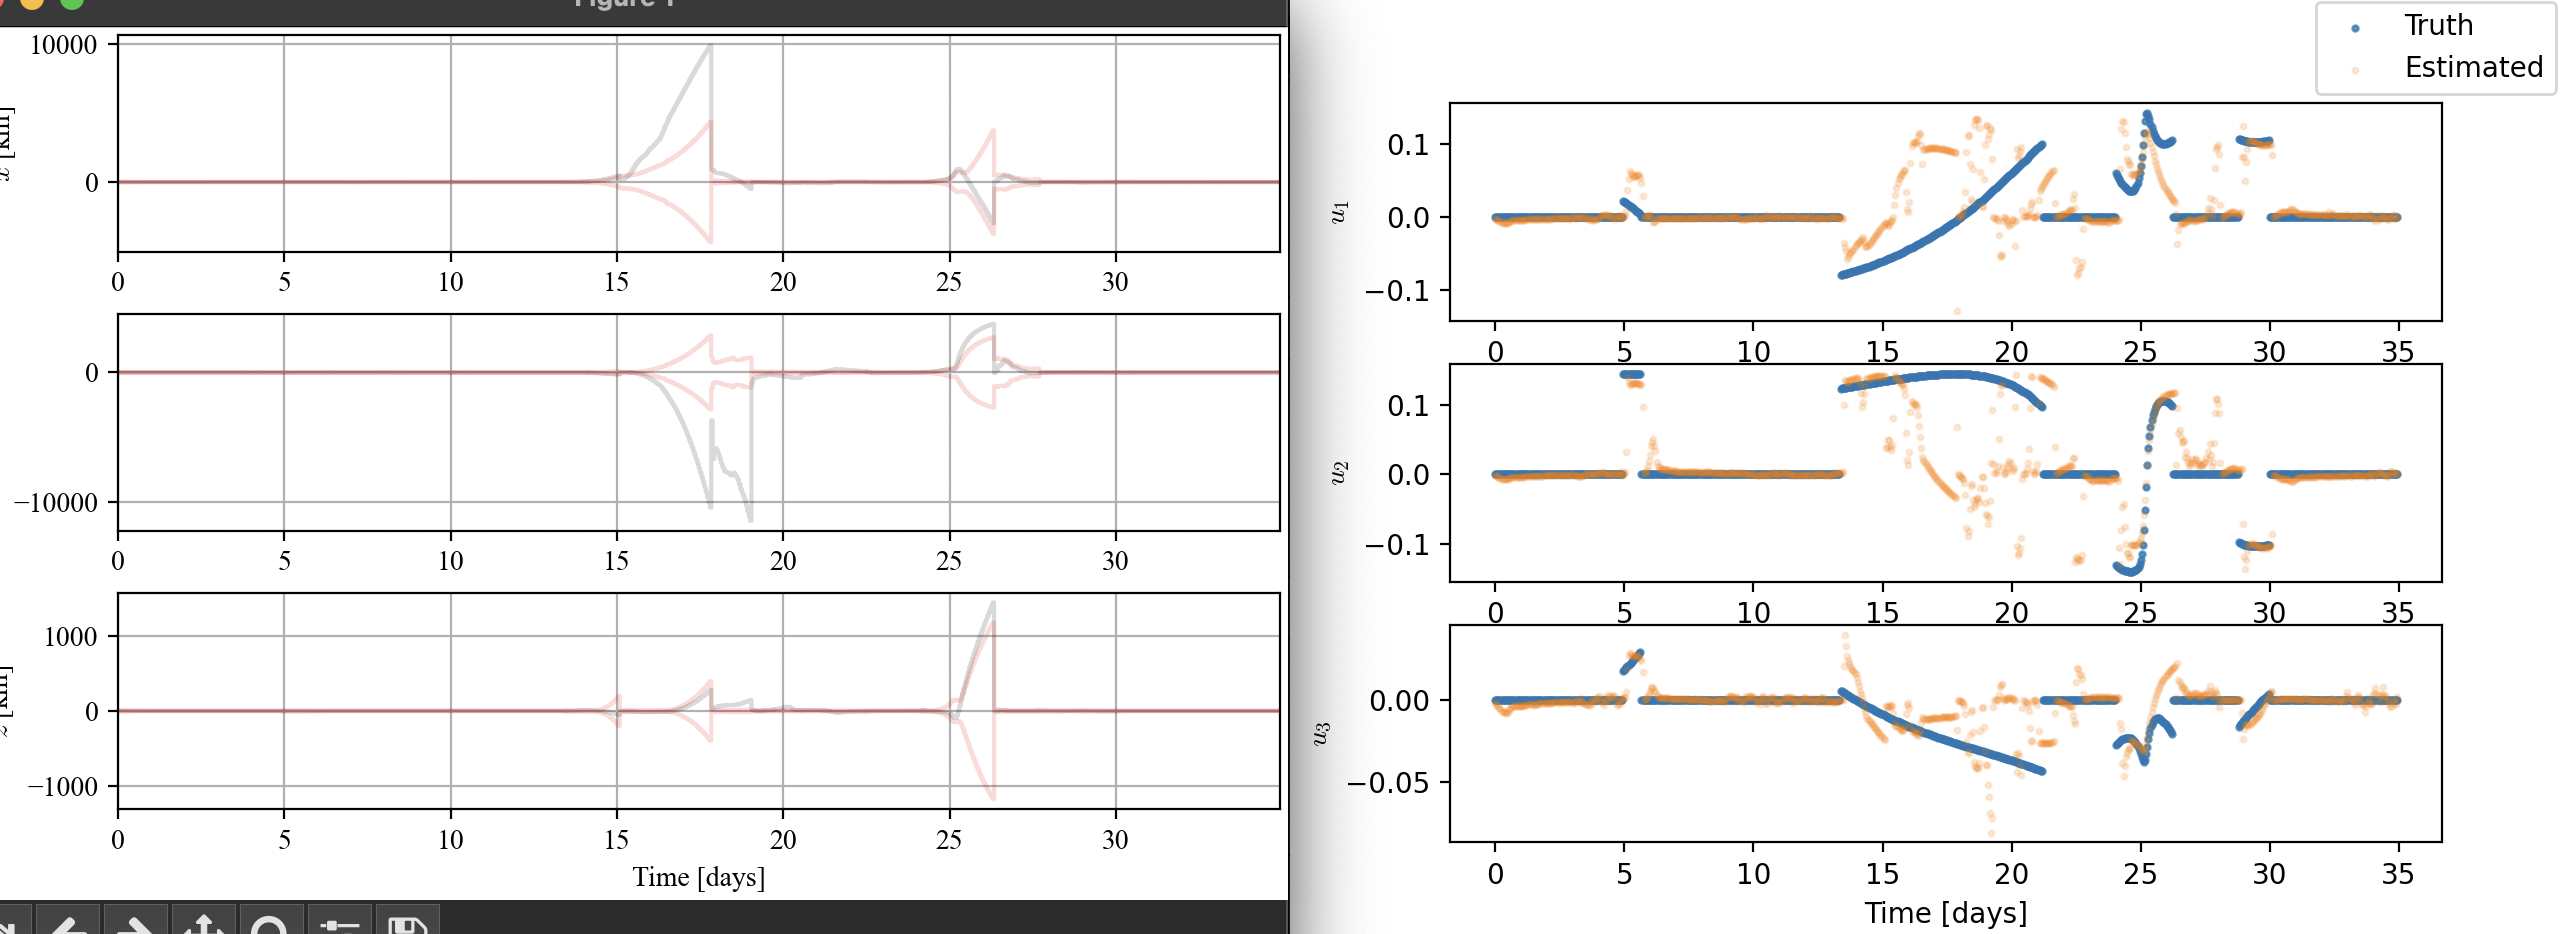 Figure 1
10000
0
x [km]
0 5 10 15 20 25 30
0
−10000
0 5 10 15 20 25 30
1000
0
−1000
z [km]
0 5 10 15 20 25 30
Time [days]
Truth
Estimated
0.1
0.0
−0.1
u1
0 5 10 15 20 25 30 35
0.1
0.0
−0.1
u2
0 5 10 15 20 25 30 35
0.00
−0.05
u3
0 5 10 15 20 25 30 35
Time [days]